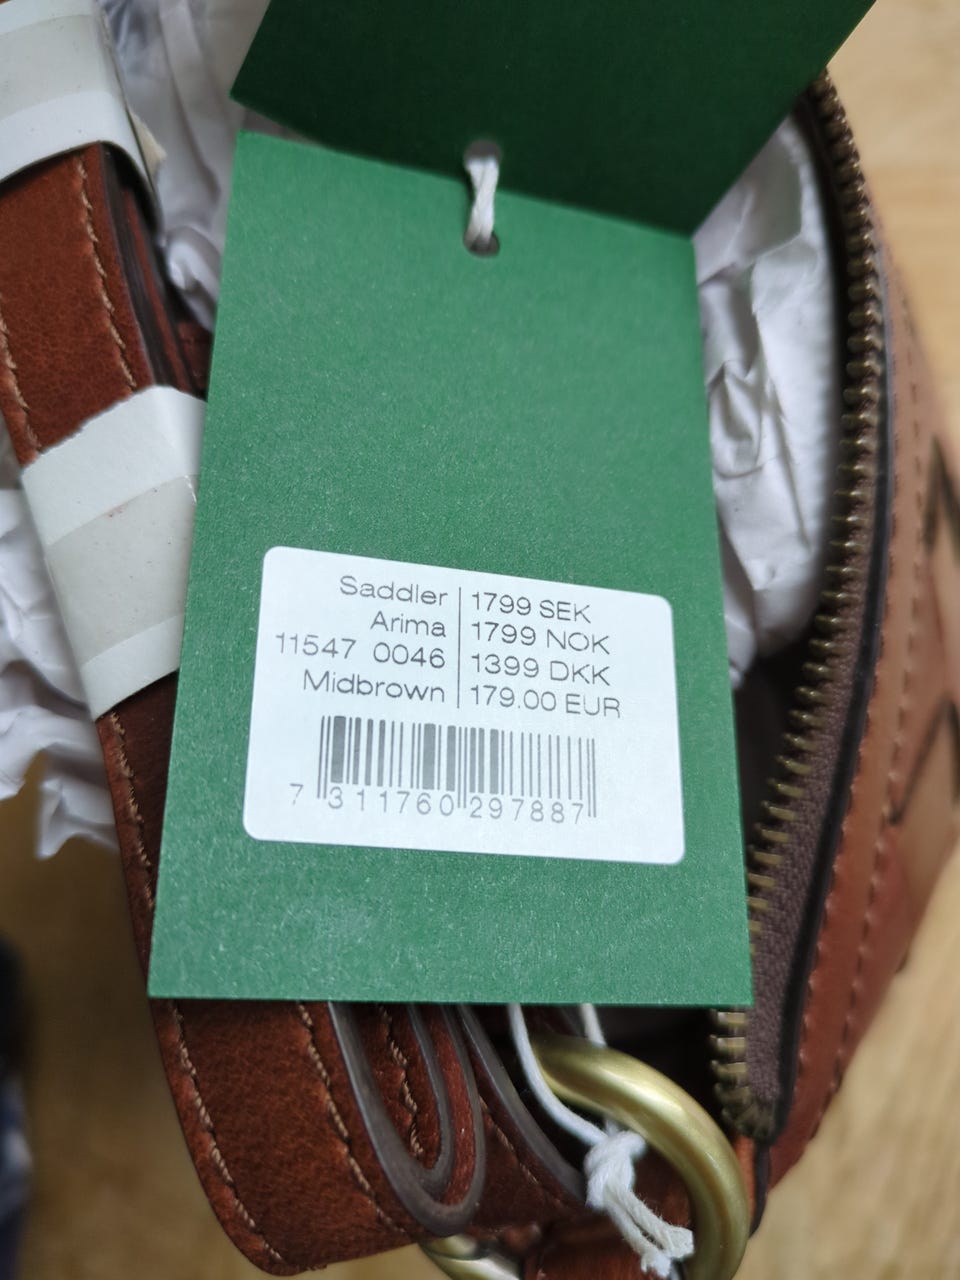 Saddler
Arima
11547 0046
Midbrown
1799 SEK
1799 NOK
1399 DKK
179.00 EUR
7 311760 297887